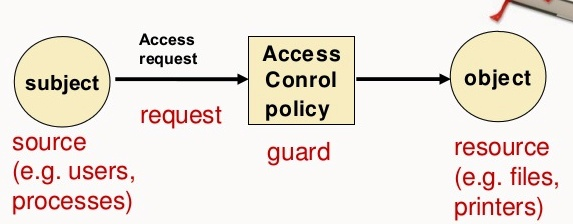 subject
Access
request
request
Access
Conrol
policy
object
source
(e.g. users,
processes)
guard
resource
(e.g. files,
printers)